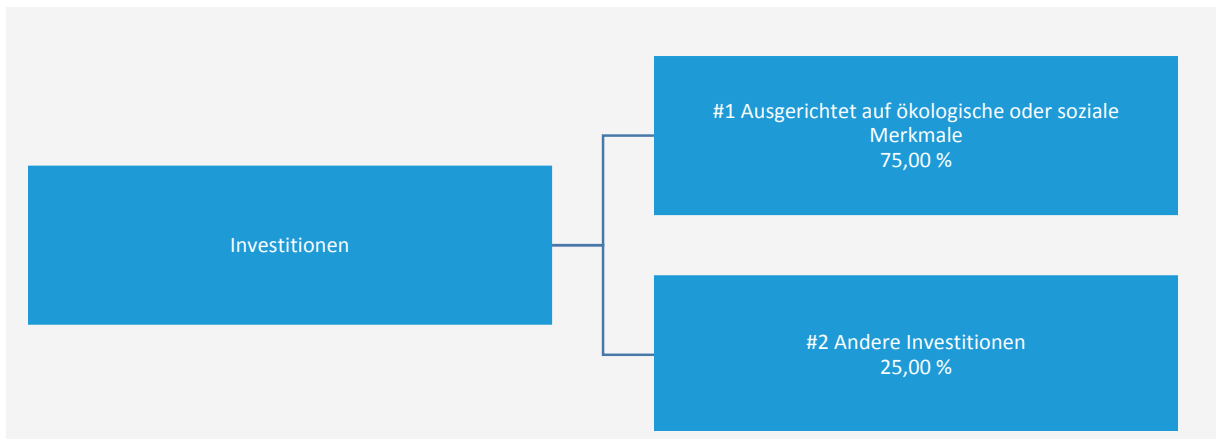 #1 Ausgerichtet auf ökologische oder soziale
Merkmale
75,00 %
Investitionen
#2 Andere Investitionen
25,00 %